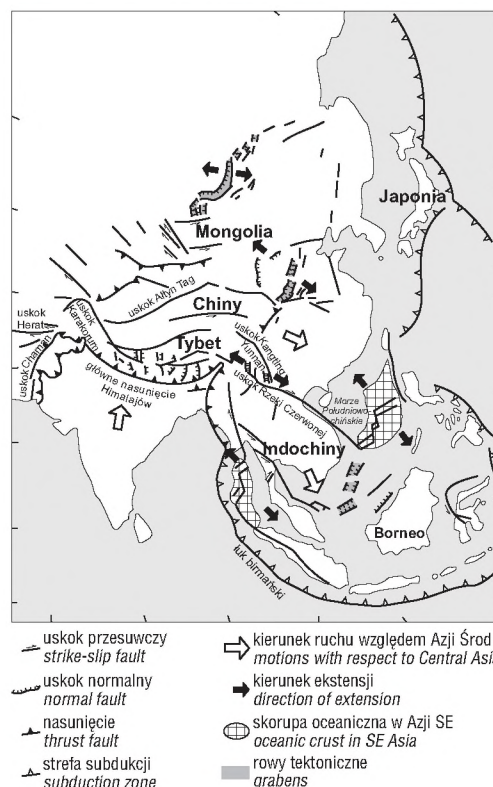 Japonia
Mongolia
uskok Ałtyn Tag
Chiny
uskok
Herat
uskok
Karakorum
Tybet
uskok Kangting
Yunnan
uskok Chaman
główne nasunięcie
Himalajów
uskok Rzeki Czerwonej
Morze
Południowo-
chińskie
Indochiny
Borneo
łuk birmański
uskok przesuwczy
strike-slip fault
uskok normalny
normal fault
nasunięcie
thrust fault
strefa subdukcji
subduction zone
kierunek ruchu względem Azji Środ
motions with respect to Central Asia
kierunek ekstensji
direction of extension
skorupa oceaniczna w Azji SE
oceanic crust in SE Asia
rowy tektoniczne
grabens